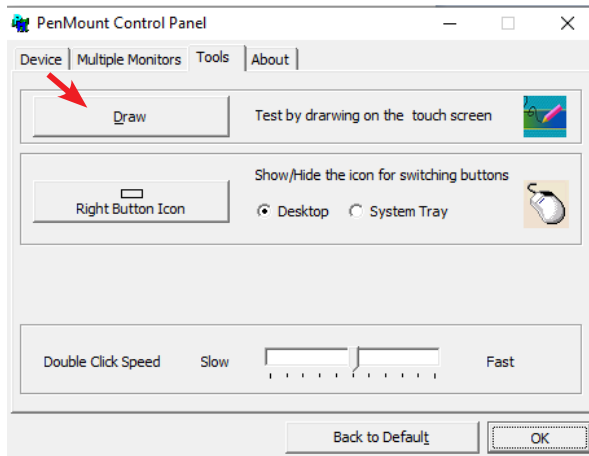 PenMount Control Panel
Device Multiple Monitors Tools About
Draw Test by drarwing on the touch screen
Show/Hide the icon for switching buttons
Right Button Icon Desktop System Tray
Double Click Speed Slow Fast
Back to Default OK